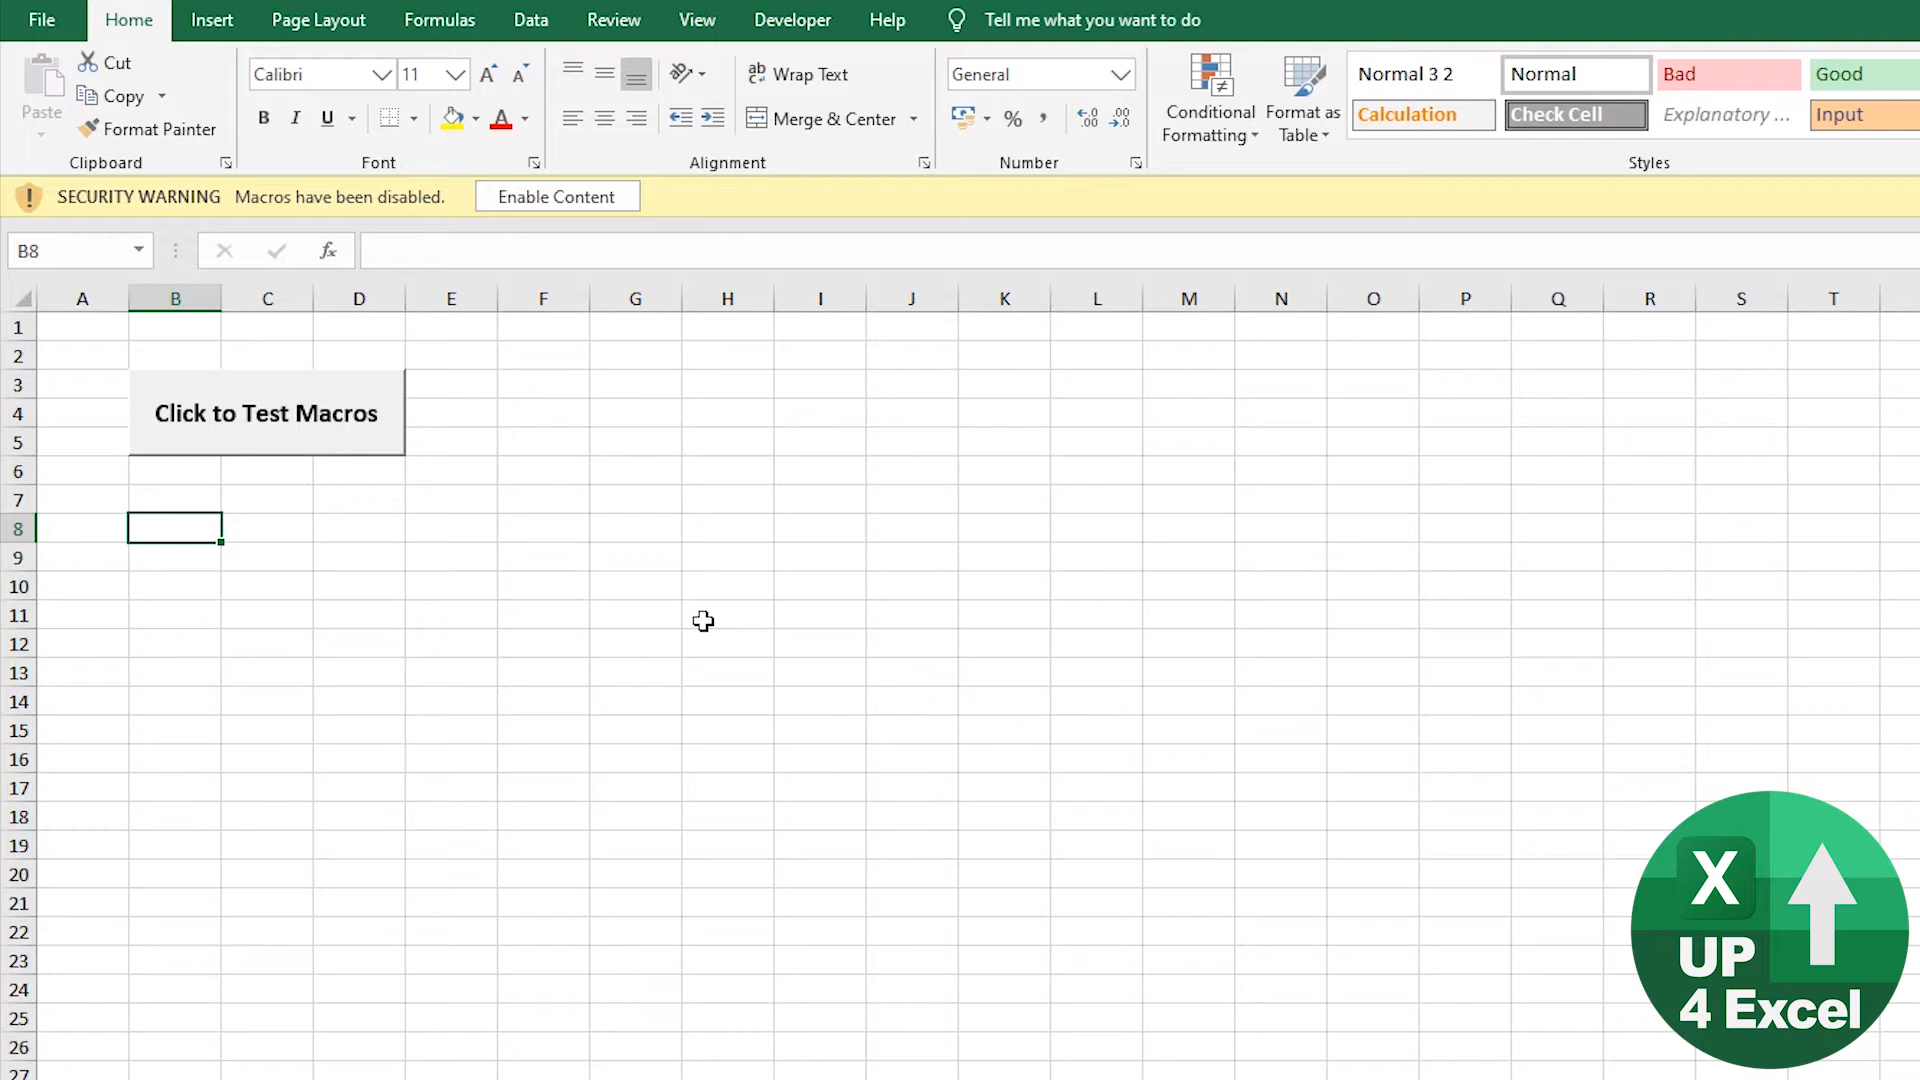 File Home Insert Page Layout Formulas Data Review View Developer Help Tell me what you want to do
Paste
Cut
Copy
Format Painter
Clipboard
Calibri 11
B I U
Font
Wrap Text
Merge & Center
Alignment
General
% ,
Number
Conditional Formatting
Format as Table
Normal 3 2 Normal Bad Good
Calculation Check Cell Explanatory ... Input
Styles
SECURITY WARNING Macros have been disabled. Enable Content
B8 fx
A B C D E F G H I J K L M N O P Q R S T
1
2
3
4
5
6
7
8
9
10
11
12
13
14
15
16
17
18
19
20
21
22
23
24
25
26
27
Click to Test Macros
X
UP
4 Excel